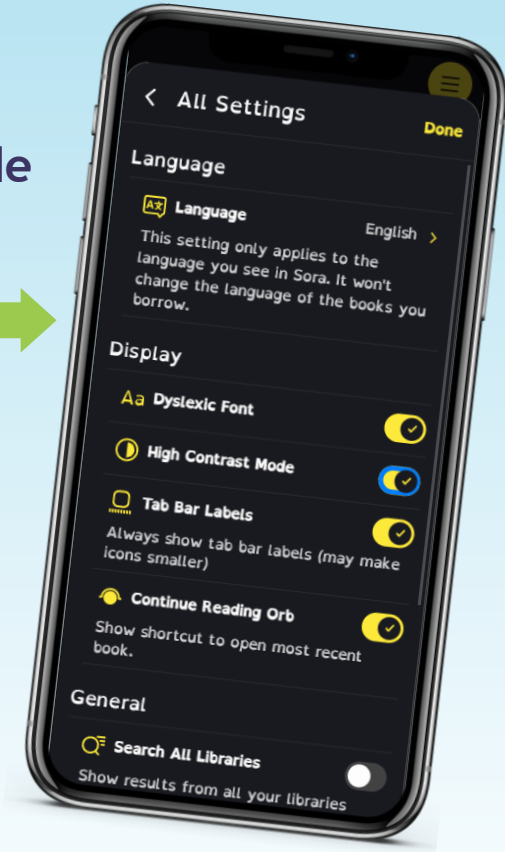 le
All Settings
Done
Language
Language
English
This setting only applies to the
language you see in Sora. It won't
change the language of the books you
borrow.
Display
Aa Dyslexic Font
High Contrast Mode
Tab Bar Labels
Always show tab bar labels (may make
icons smaller)
Continue Reading Orb
Show shortcut to open most recent
book.
General
Search All Libraries
Show results from all your libraries